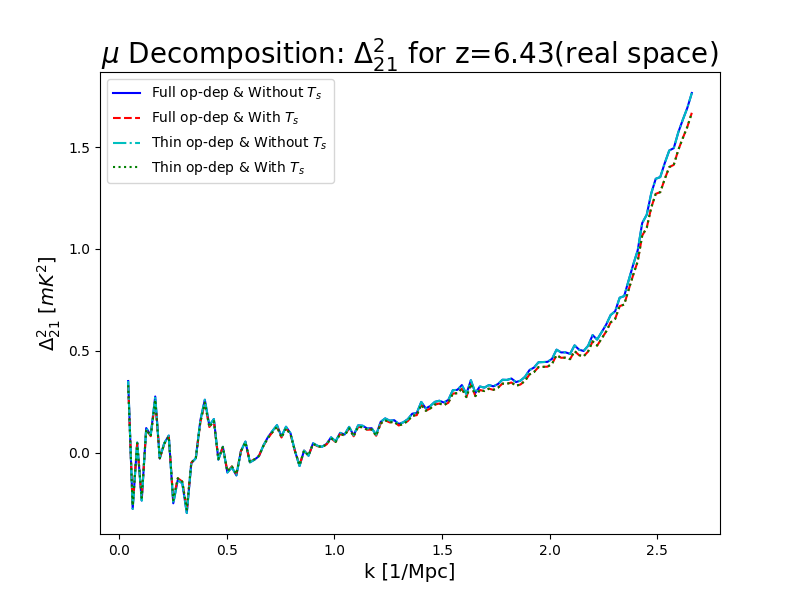 μ Decomposition: Δ²₂₁ for z=6.43(real space)
Full op-dep & Without Tₛ
Full op-dep & With Tₛ
Thin op-dep & Without Tₛ
Thin op-dep & With Tₛ
Δ²₂₁ [mK²]
1.5
1.0
0.5
0.0
0.0 0.5 1.0 1.5 2.0 2.5
k [1/Mpc]